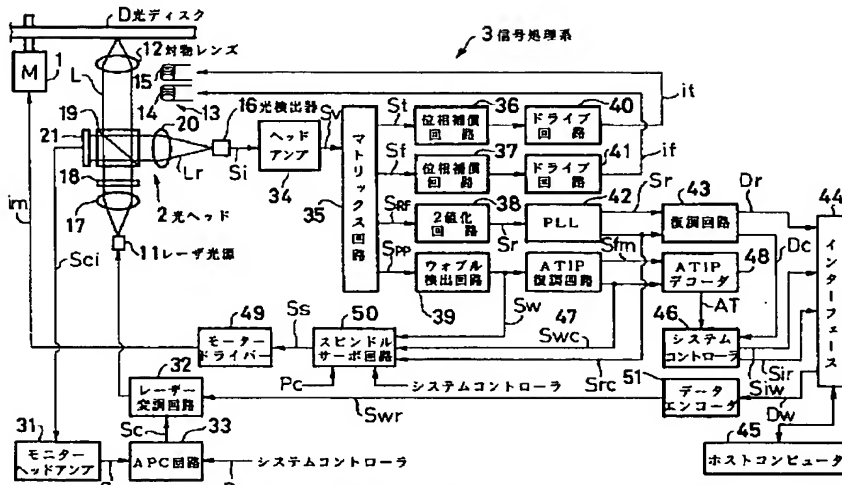 D光ディスク
1
M
12対物レンズ
L
15
14
13
3信号処理系
16光検出器
it
if
19
20
21
18
17
Lr
2光ヘッド
11レーザ光源
im
Sci
Si
ヘッド
アンプ
34
Sv
マトリックス回路
35
St
位相補償
回路
36
ドライブ
回路
40
Sf
位相補償
回路
37
ドライブ
回路
41
SRF
2値化
回路
38
Sr
PLL
42
Sr
復調回路
43
Dr
44
インターフェース
SPP
ウォブル
検出回路
39
Sw
ATIP
復調回路
47
Sfm
ATIP
デコーダ
48
Dc
AT
46
システム
コントローラ
Sir
Siw
Swc
Src
49
モーター
ドライバー
Ss
50
スピンドル
サーボ回路
Pc
システムコントローラ
51
データ
エンコーダ
Dw
Swr
32
レーザー
変調回路
Sc
33
APC回路
システムコントローラ
31
モニター
ヘッドアンプ
45
ホストコンピュータ